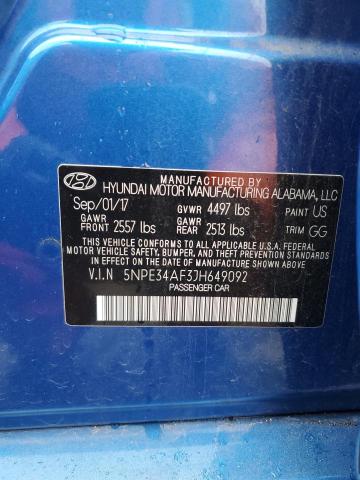 MANUFACTURED BY
HYUNDAI MOTOR MANUFACTURING ALABAMA, LLC
Sep/01/17 GVWR 4497 lbs PAINT US
GAWR FRONT 2557 lbs GAWR REAR 2513 lbs TRIM GG
THIS VEHICLE CONFORMS TO ALL APPLICABLE FEDERAL
MOTOR VEHICLE SAFETY, BUMPER, AND THEFT PREVENTION
STANDARDS IN EFFECT ON THE DATE OF MANUFACTURE SHOWN ABOVE.
V.I.N 5NPE34AF3JH649092
PASSENGER CAR